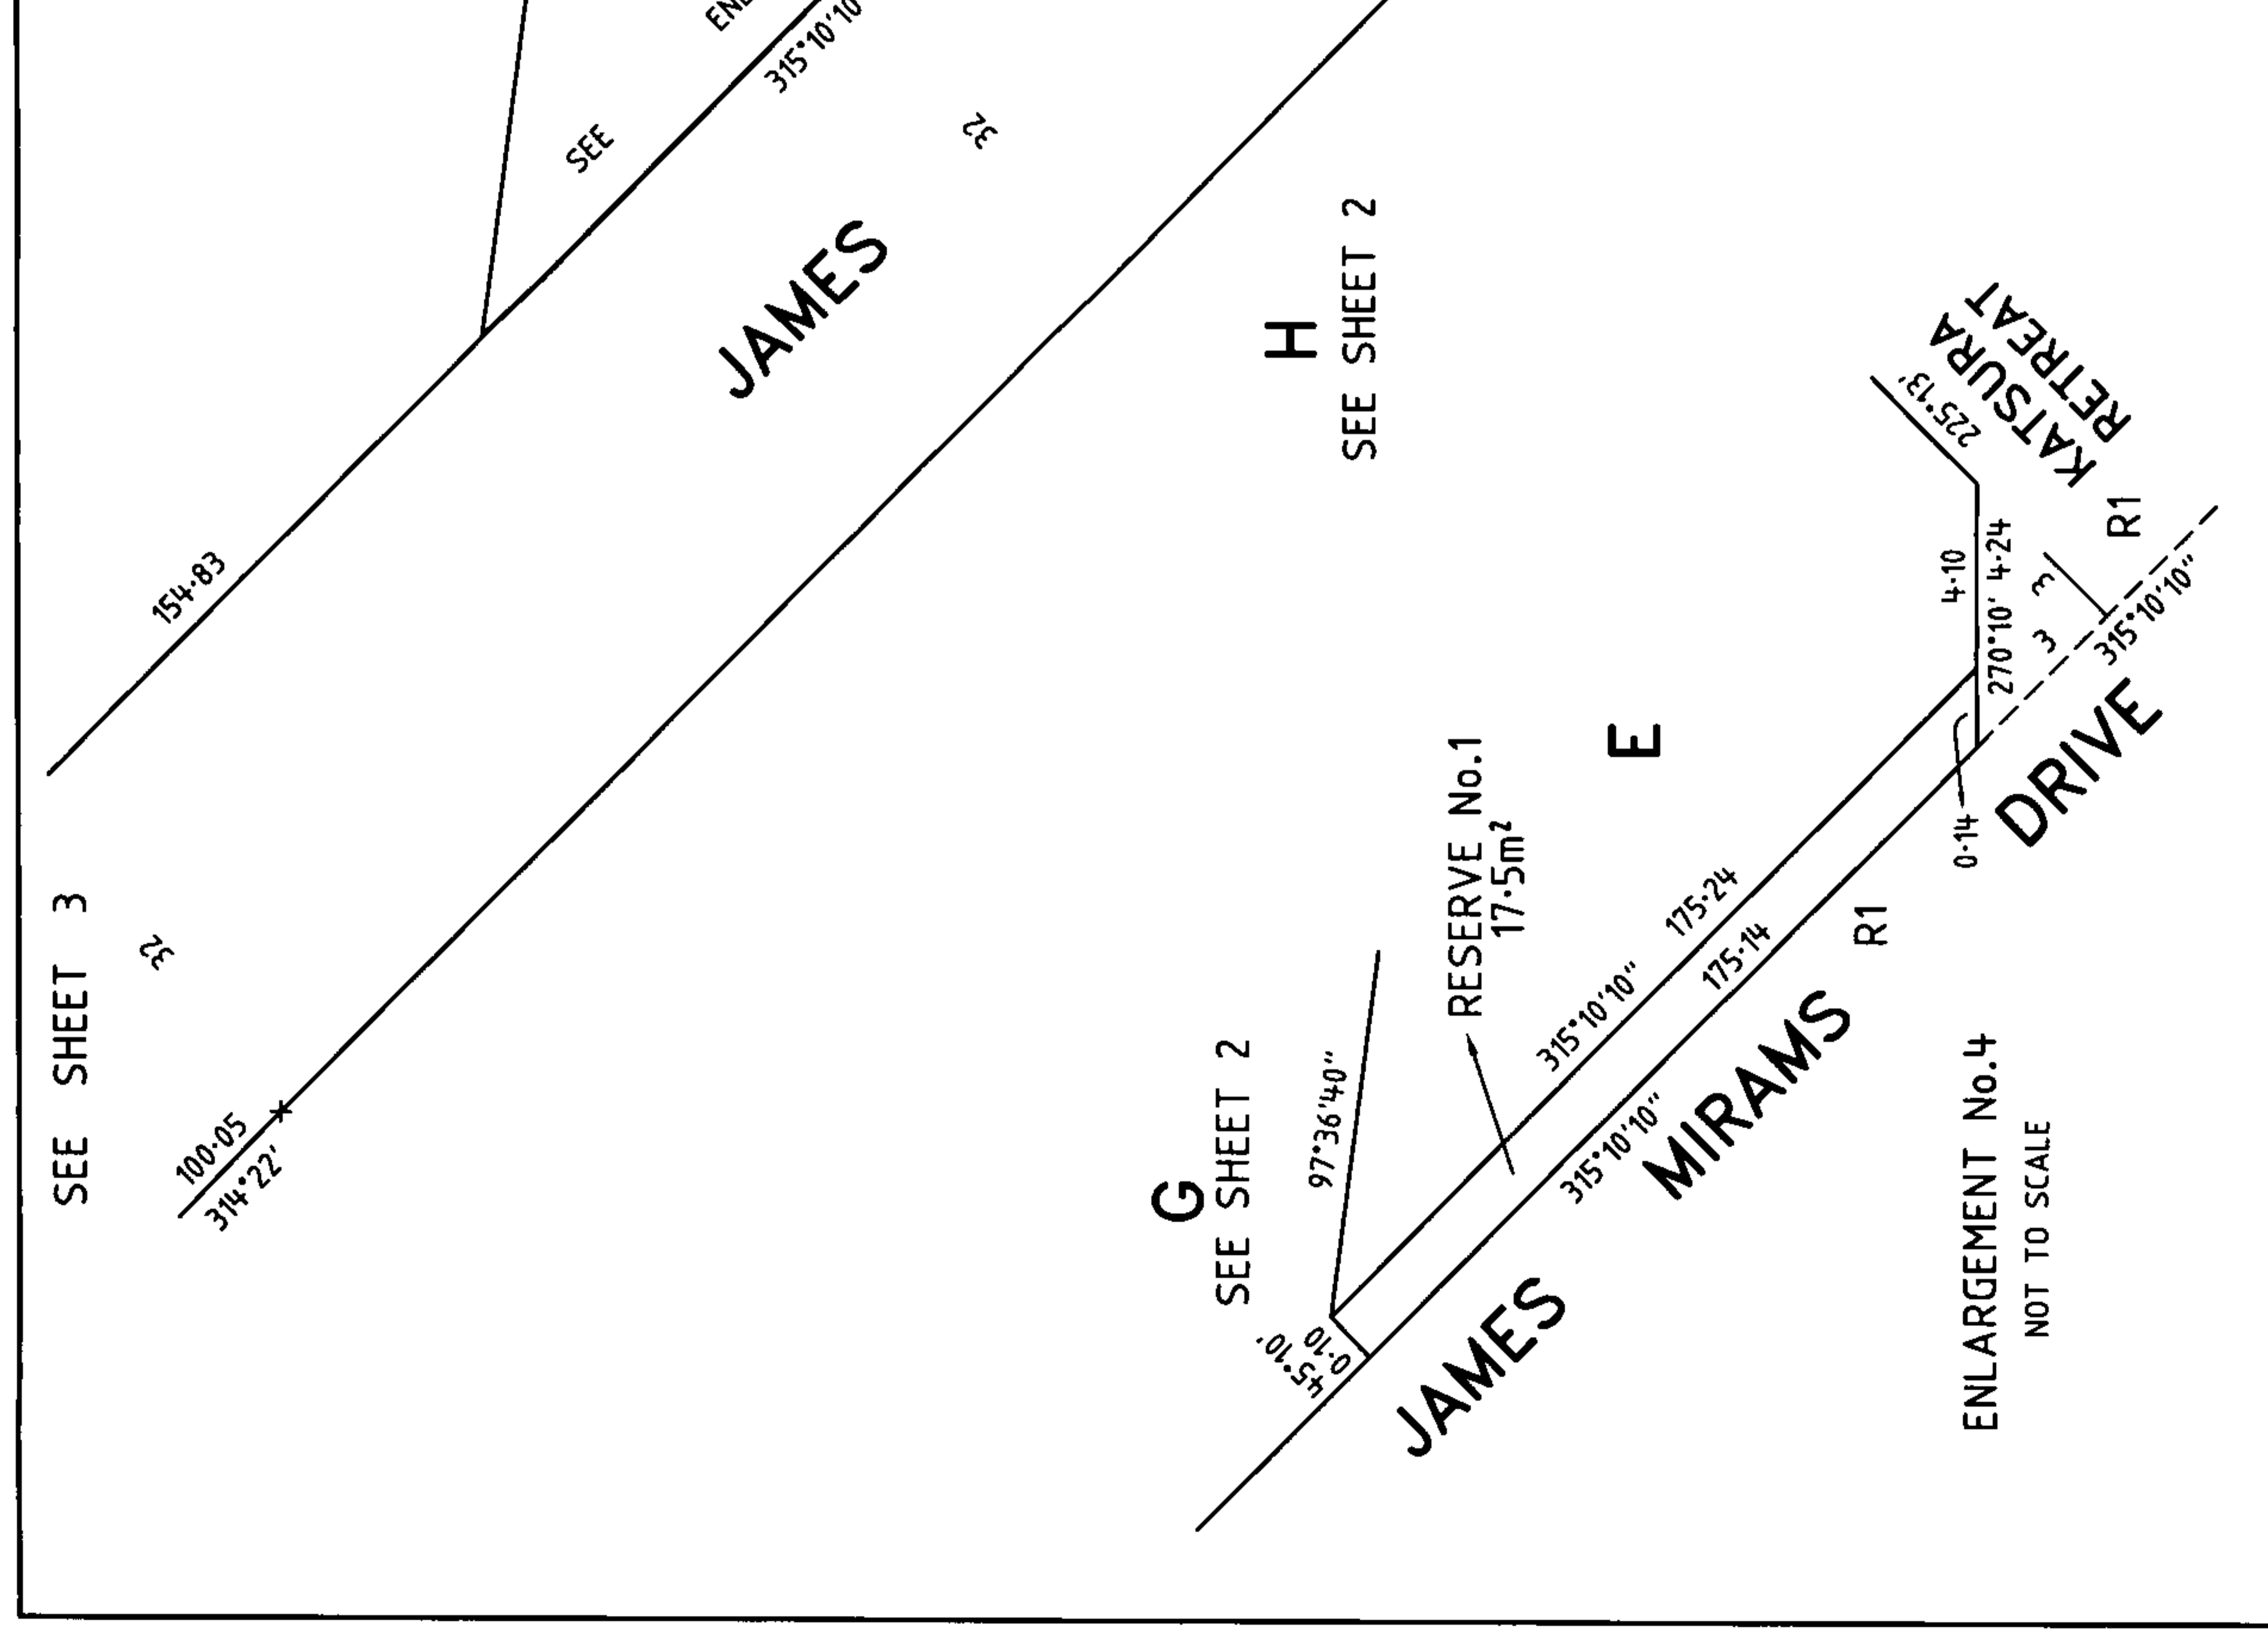 SEE SHEET 3
32
100·05
314°22'
154·83
SEE
315°10'10
32
JAMES
H
SEE SHEET 2
G
SEE SHEET 2
97°36'40"
45°10'
0·10
RESERVE No.1
17·5m²
E
315°10'10" 175·24
175·14
315°10'10"
R1
JAMES MIRAMS DRIVE
0·14
4·10
270°10' 4·24
225°13'
KATSURA
RETREAT
3
3
R1
315°10'10"
ENLARGEMENT No.4
NOT TO SCALE